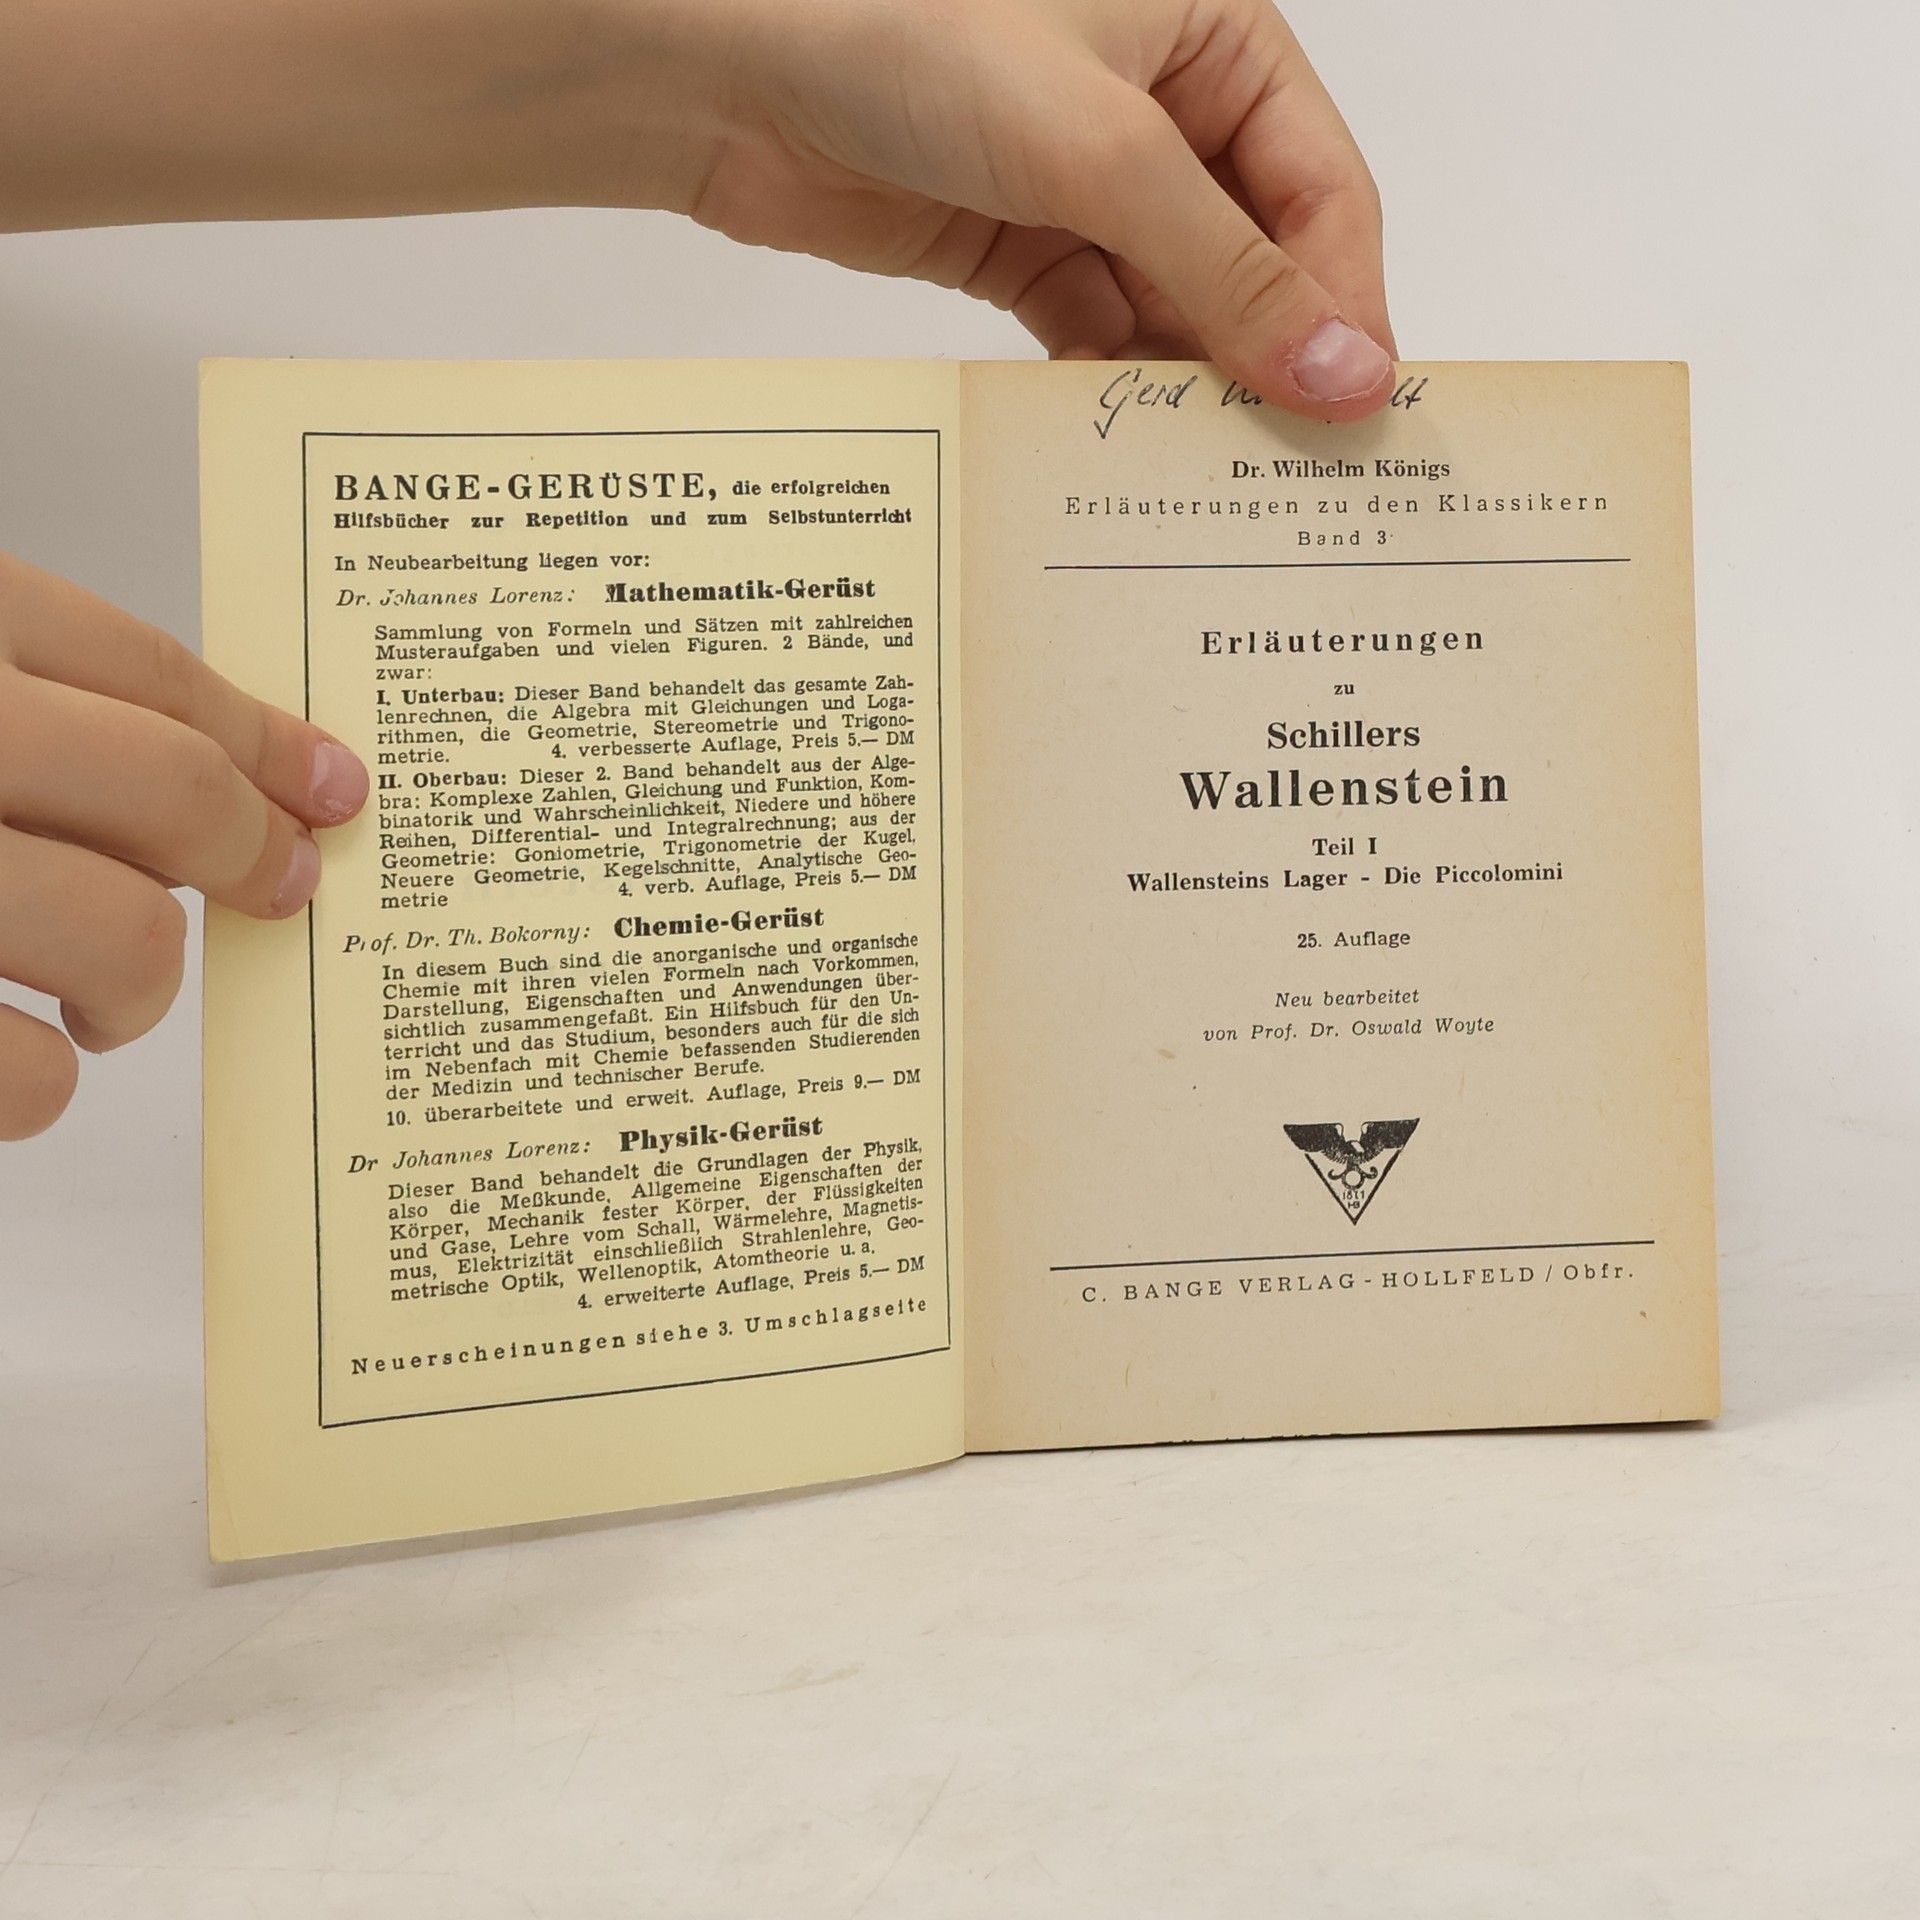 BANGE-GERÜSTE, die erfolgreichen
Hilfsbücher zur Repetition und zum Selbstunterricht
In Neubearbeitung liegen vor:
Dr. Johannes Lorenz: Mathematik-Gerüst
Sammlung von Formeln und Sätzen mit zahlreichen
Musteraufgaben und vielen Figuren. 2 Bände, und
zwar:
I. Unterbau: Dieser Band behandelt das gesamte Zah-
lenrechnen, die Algebra mit Gleichungen und Loga-
rithmen, die Geometrie, Stereometrie und Trigono-
metrie. 4. verbesserte Auflage, Preis 5.— DM
II. Oberbau: Dieser 2. Band behandelt aus der Alge-
bra: Komplexe Zahlen, Gleichung und Funktion, Kom-
binatorik und Wahrscheinlichkeit, Niedere und höhere
Reihen, Differential- und Integralrechnung; aus der
Geometrie: Goniometrie, Trigonometrie der Kugel,
Neuere Geometrie, Kegelschnitte, Analytische Geo-
metrie 4. verb. Auflage, Preis 5.— DM
Prof. Dr. Th. Bokorny: Chemie-Gerüst
In diesem Buch sind die anorganische und organische
Chemie mit ihren vielen Formeln nach Vorkommen,
Darstellung, Eigenschaften und Anwendungen über-
sichtlich zusammengefaßt. Ein Hilfsbuch für den Un-
terricht und das Studium, besonders auch für die sich
im Nebenfach mit Chemie befassenden Studierenden
der Medizin und technischer Berufe.
10. überarbeitete und erweit. Auflage, Preis 9.— DM
Dr Johannes Lorenz: Physik-Gerüst
Dieser Band behandelt die Grundlagen der Physik,
also die Meßkunde, Allgemeine Eigenschaften der
Körper, Mechanik fester Körper, der Flüssigkeiten
und Gase, Lehre vom Schall, Wärmelehre, Magnetis-
mus, Elektrizität einschließlich Strahlenlehre, Geo-
metrische Optik, Wellenoptik, Atomtheorie u. a.
4. erweiterte Auflage, Preis 5.— DM
Neuerscheinungen siehe 3. Umschlagseite
Gerd
Dr. Wilhelm Königs
Erläuterungen zu den Klassikern
Band 3
Erläuterungen
zu
Schillers
Wallenstein
Teil I
Wallensteins Lager - Die Piccolomini
25. Auflage
Neu bearbeitet
von Prof. Dr. Oswald Woyte
1871
HB
C. BANGE VERLAG - HOLLFELD / Obfr.